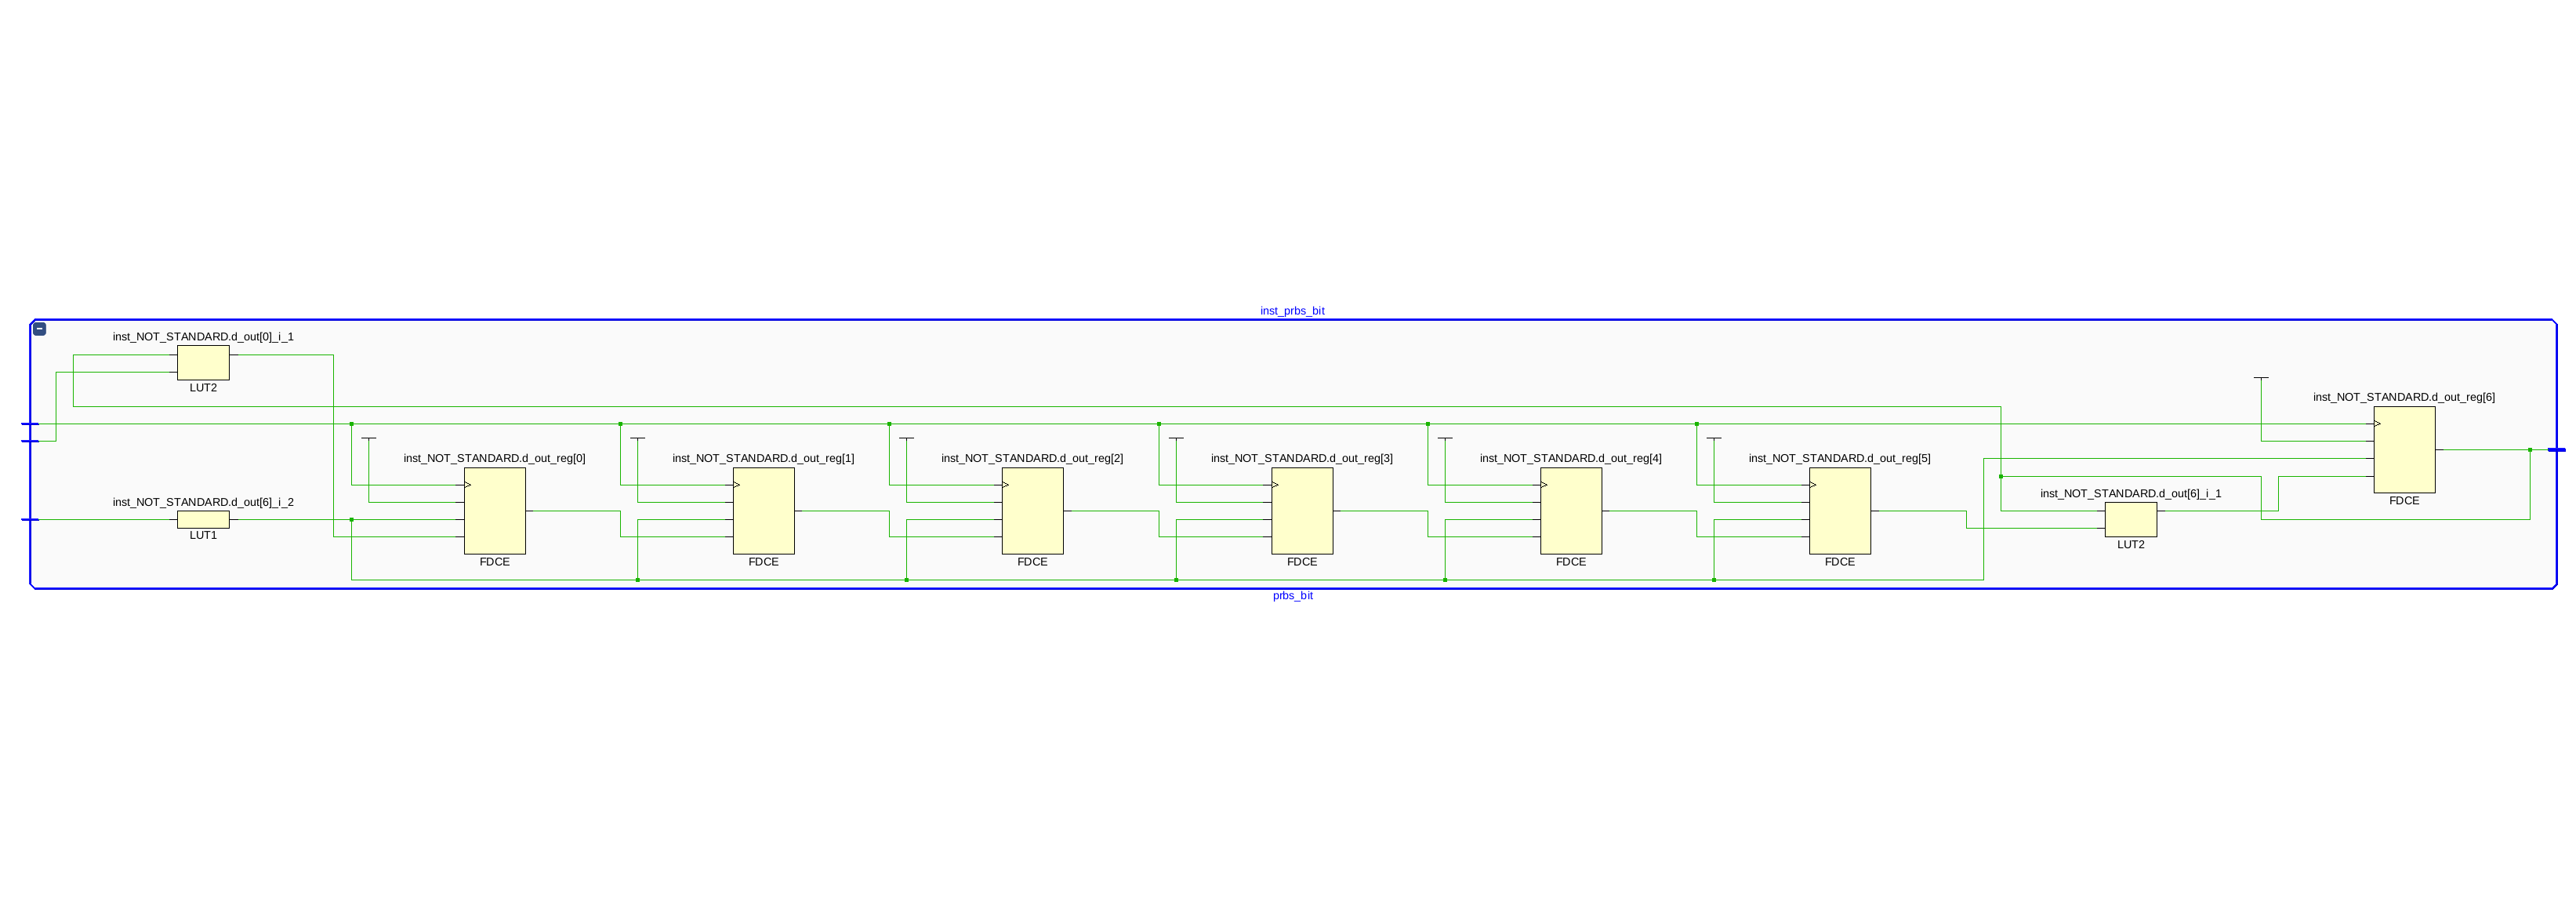 inst_prbs_bit
inst_NOT_STANDARD.d_out[0]_i_1
LUT2
inst_NOT_STANDARD.d_out_reg[6]
FDCE
inst_NOT_STANDARD.d_out_reg[0]
inst_NOT_STANDARD.d_out_reg[1]
inst_NOT_STANDARD.d_out_reg[2]
inst_NOT_STANDARD.d_out_reg[3]
inst_NOT_STANDARD.d_out_reg[4]
inst_NOT_STANDARD.d_out_reg[5]
inst_NOT_STANDARD.d_out[6]_i_1
LUT2
inst_NOT_STANDARD.d_out[6]_i_2
LUT1
FDCE
FDCE
FDCE
FDCE
FDCE
FDCE
prbs_bit